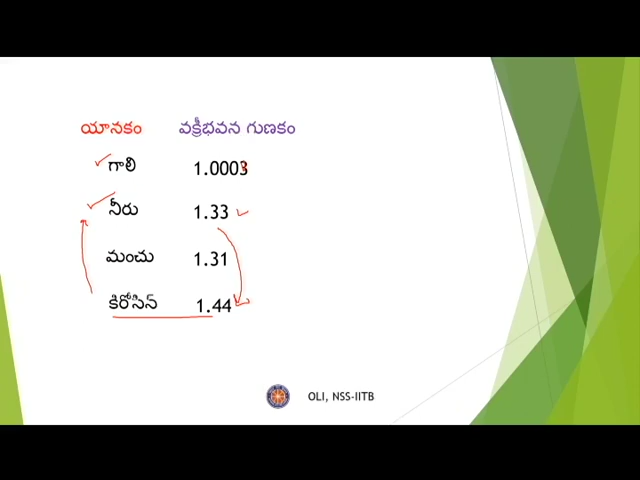 యానకం వక్రీభవన గుణకం
గాలి 1.0003
నీరు 1.33
మంచు 1.31
కిరోసిన్ 1.44
OLI, NSS-IITB